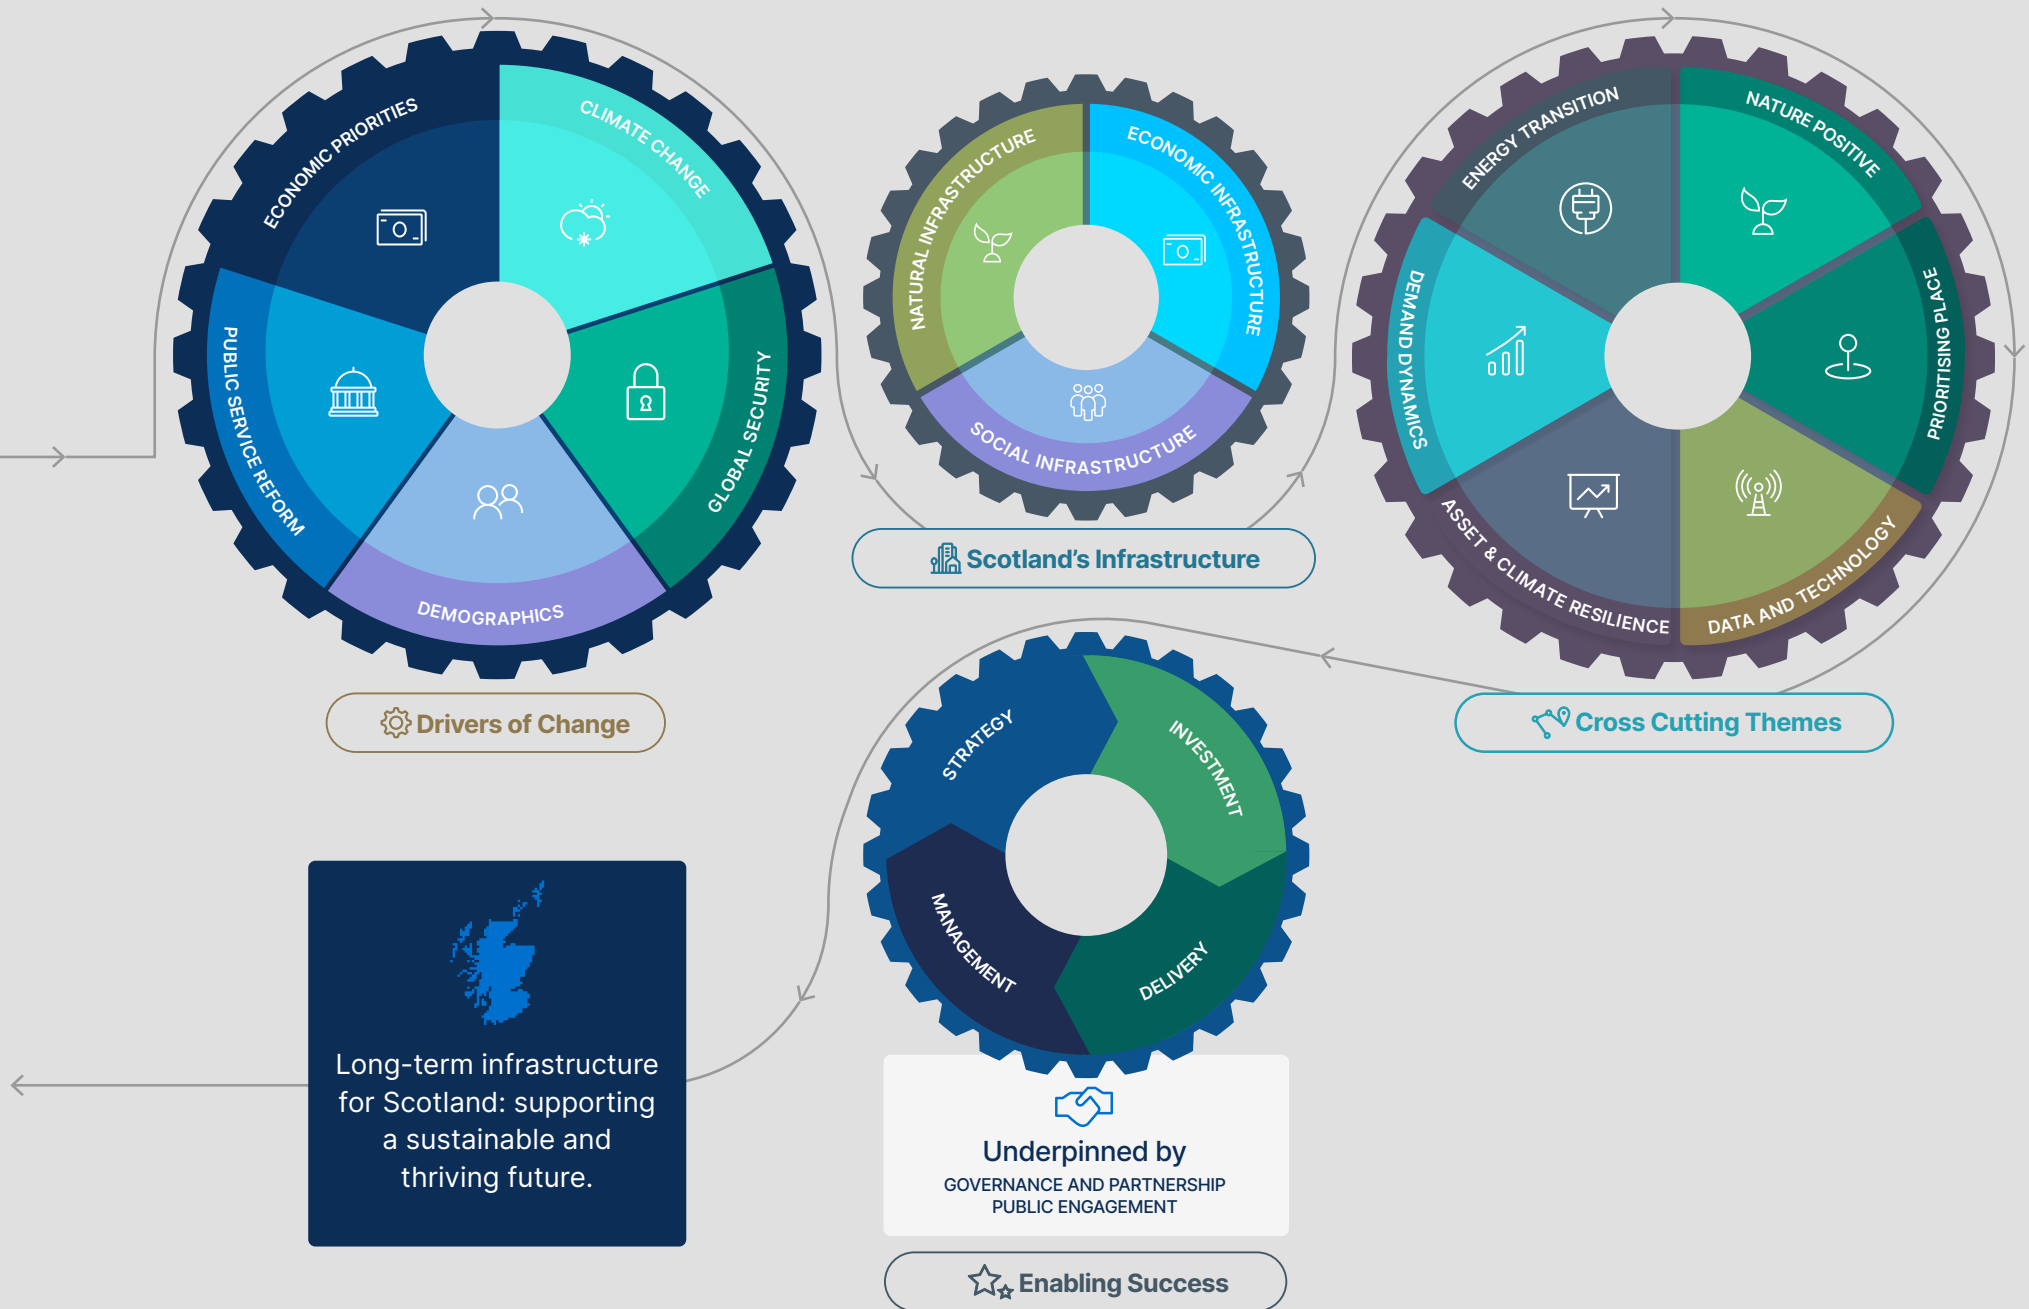 ECONOMIC PRIORITIES
CLIMATE CHANGE
GLOBAL SECURITY
DEMOGRAPHICS
PUBLIC SERVICE REFORM
Drivers of Change
NATURAL INFRASTRUCTURE
ECONOMIC INFRASTRUCTURE
SOCIAL INFRASTRUCTURE
Scotland's Infrastructure
ENERGY TRANSITION
NATURE POSITIVE
PRIORITISING PLACE
DATA AND TECHNOLOGY
ASSET & CLIMATE RESILIENCE
DEMAND DYNAMICS
Cross Cutting Themes
STRATEGY
INVESTMENT
DELIVERY
MANAGEMENT
Underpinned by
GOVERNANCE AND PARTNERSHIP
PUBLIC ENGAGEMENT
Enabling Success
Long-term infrastructure
for Scotland: supporting
a sustainable and
thriving future.